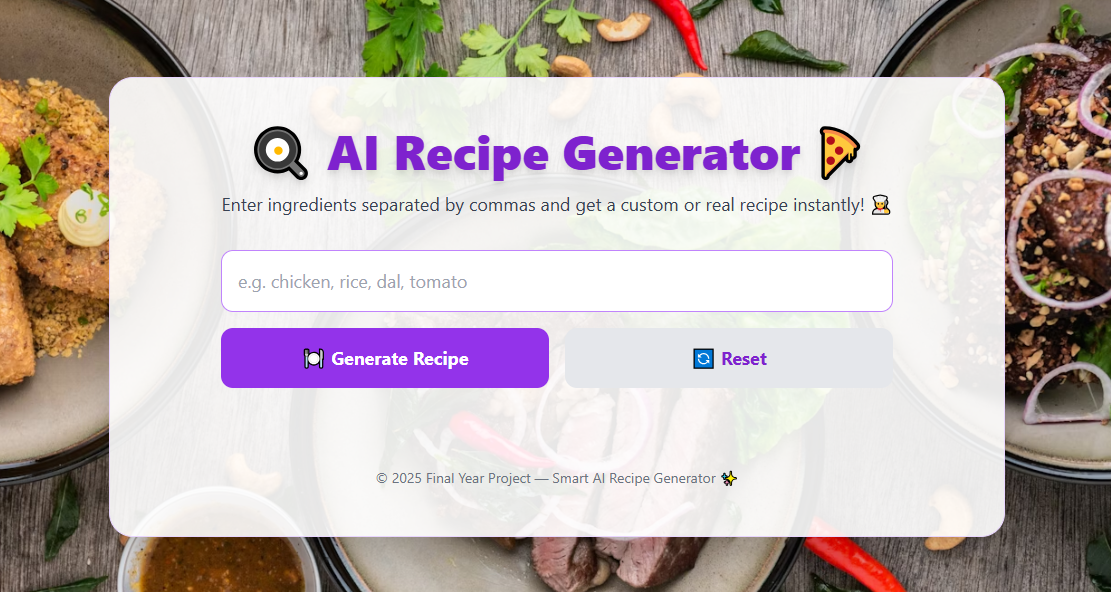 AI Recipe Generator
Enter ingredients separated by commas and get a custom or real recipe instantly!
e.g. chicken, rice, dal, tomato
Generate Recipe
Reset
© 2025 Final Year Project — Smart AI Recipe Generator